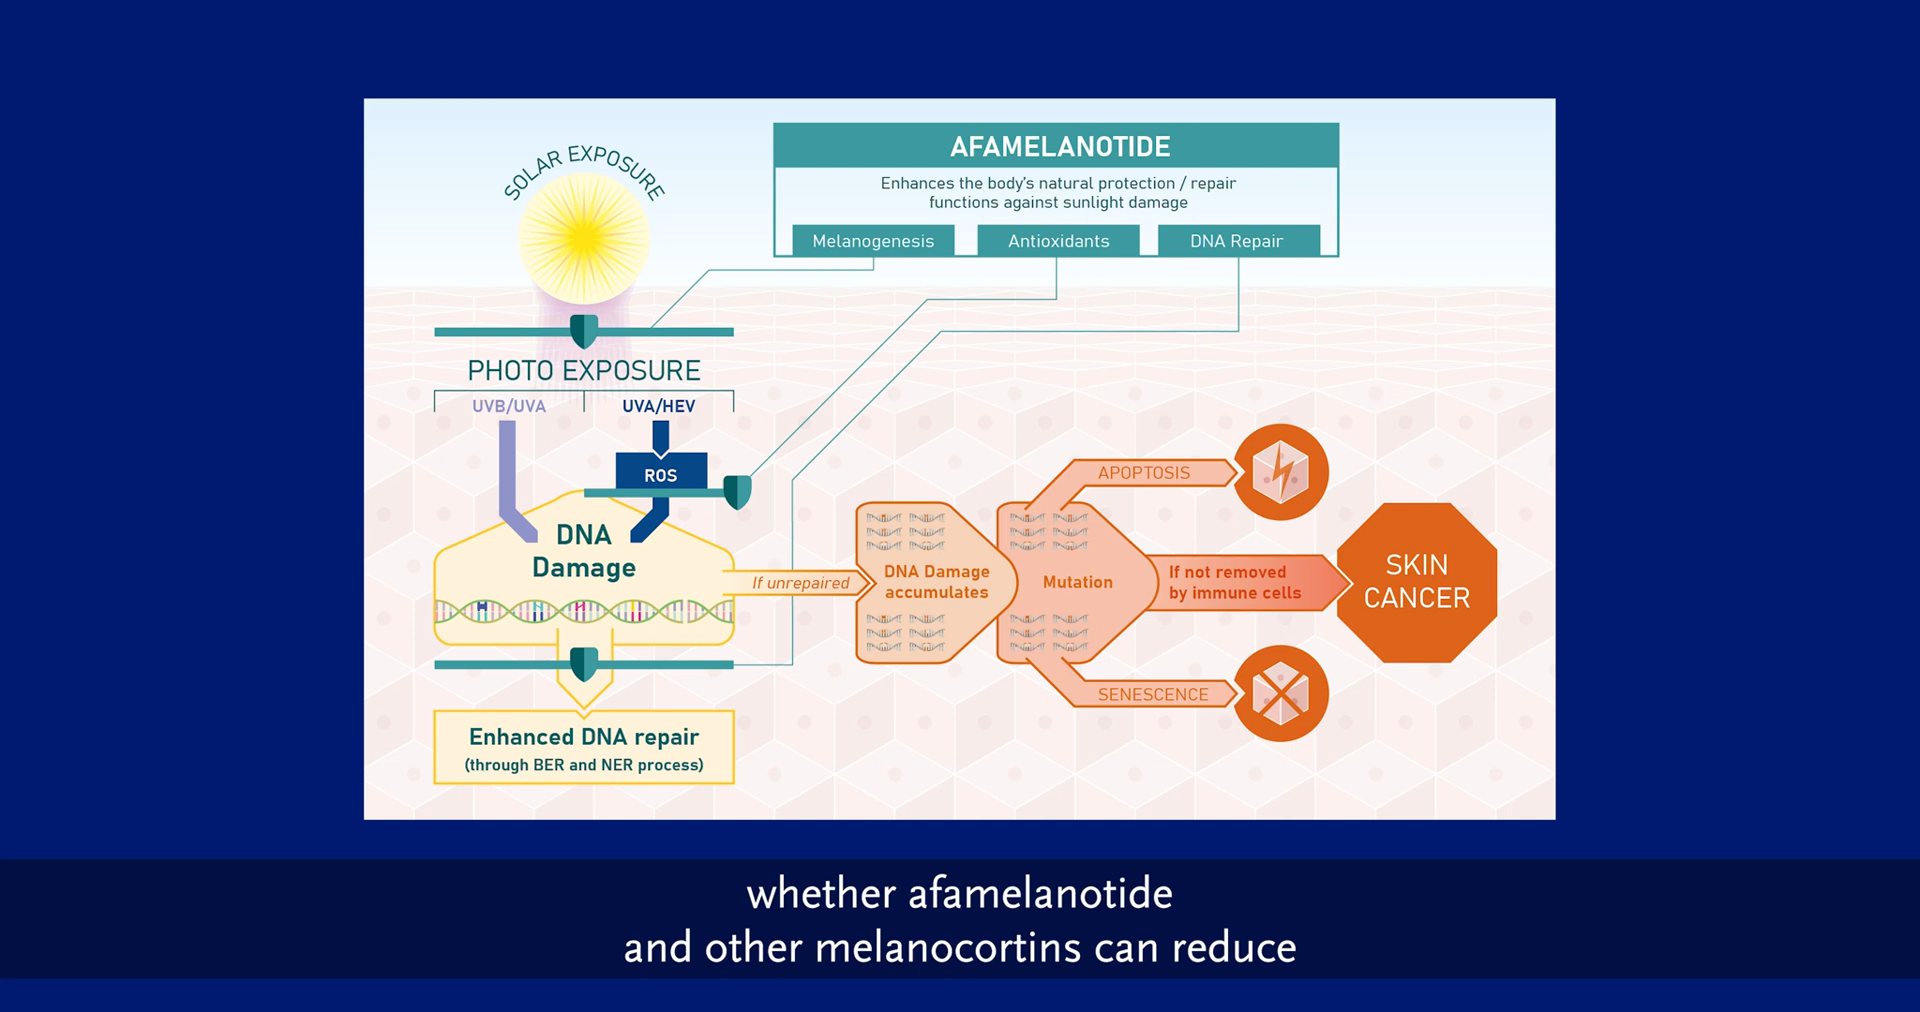 SOLAR EXPOSURE
AFAMELANOTIDE
Enhances the body's natural protection / repair
functions against sunlight damage
Melanogenesis
Antioxidants
DNA Repair
PHOTO EXPOSURE
UVB/UVA
UVA/HEV
ROS
DNA
Damage
If unrepaired
DNA Damage
accumulates
Mutation
APOPTOSIS
If not removed
by immune cells
SENESCENCE
SKIN
CANCER
Enhanced DNA repair
(through BER and NER process)
whether afamelanotide
and other melanocortins can reduce